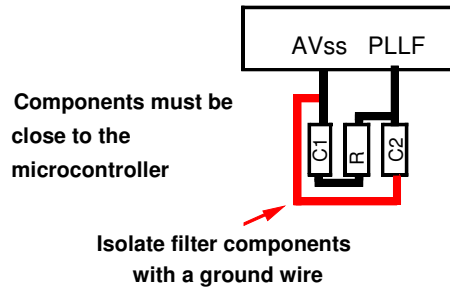 AVss PLLF
Components must be
close to the
microcontroller
C1
R
C2
Isolate filter components
with a ground wire